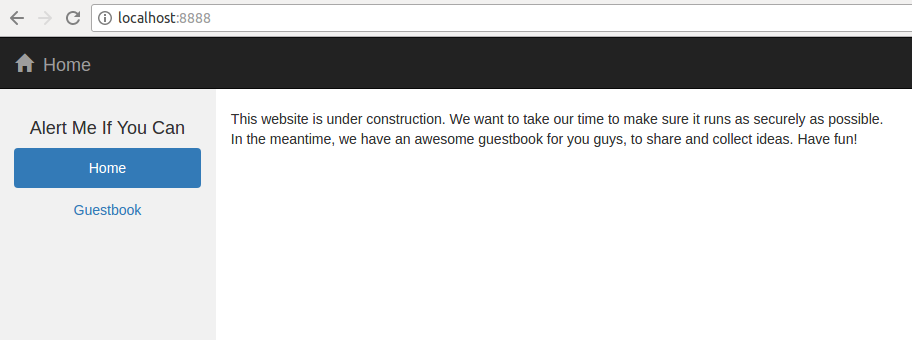 localhost:8888
Home
Alert Me If You Can
Home
Guestbook
This website is under construction. We want to take our time to make sure it runs as securely as possible.
In the meantime, we have an awesome guestbook for you guys, to share and collect ideas. Have fun!